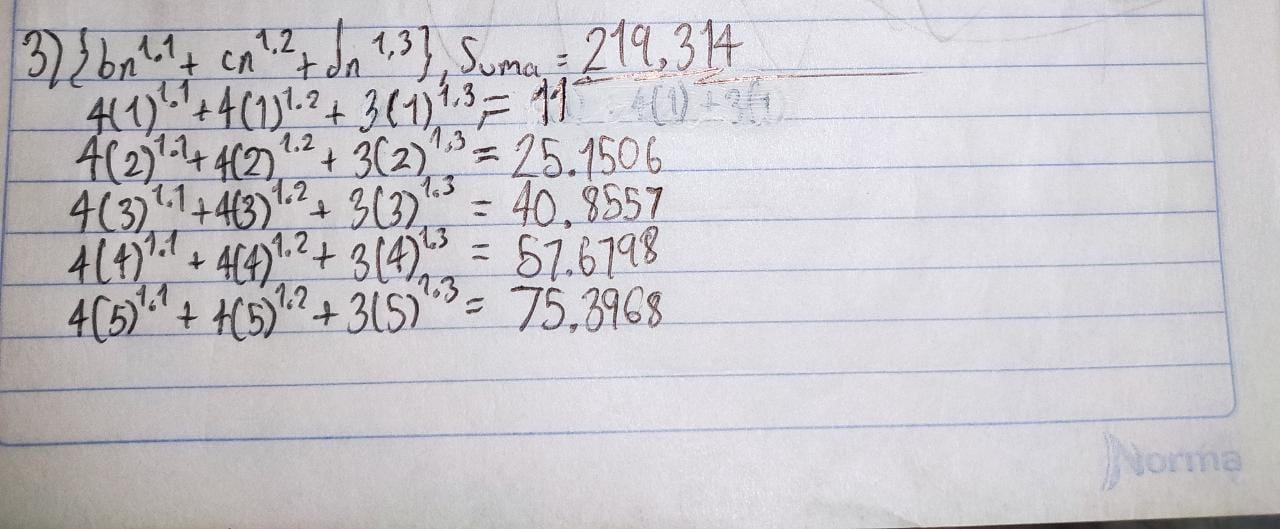 3) {bn^1.1 + cn^1.2 + dn^1,3}, Suma = 219,314
4(1)^1.1 + 4(1)^1.2 + 3(1)^1,3 = 11
4(2)^1.1 + 4(2)^1.2 + 3(2)^1,3 = 25.1506
4(3)^1.1 + 4(3)^1.2 + 3(3)^1.3 = 40,8557
4(4)^1.1 + 4(4)^1.2 + 3(4)^1.3 = 57.6798
4(5)^1.1 + 4(5)^1.2 + 3(5)^1.3 = 75.3968
Norma